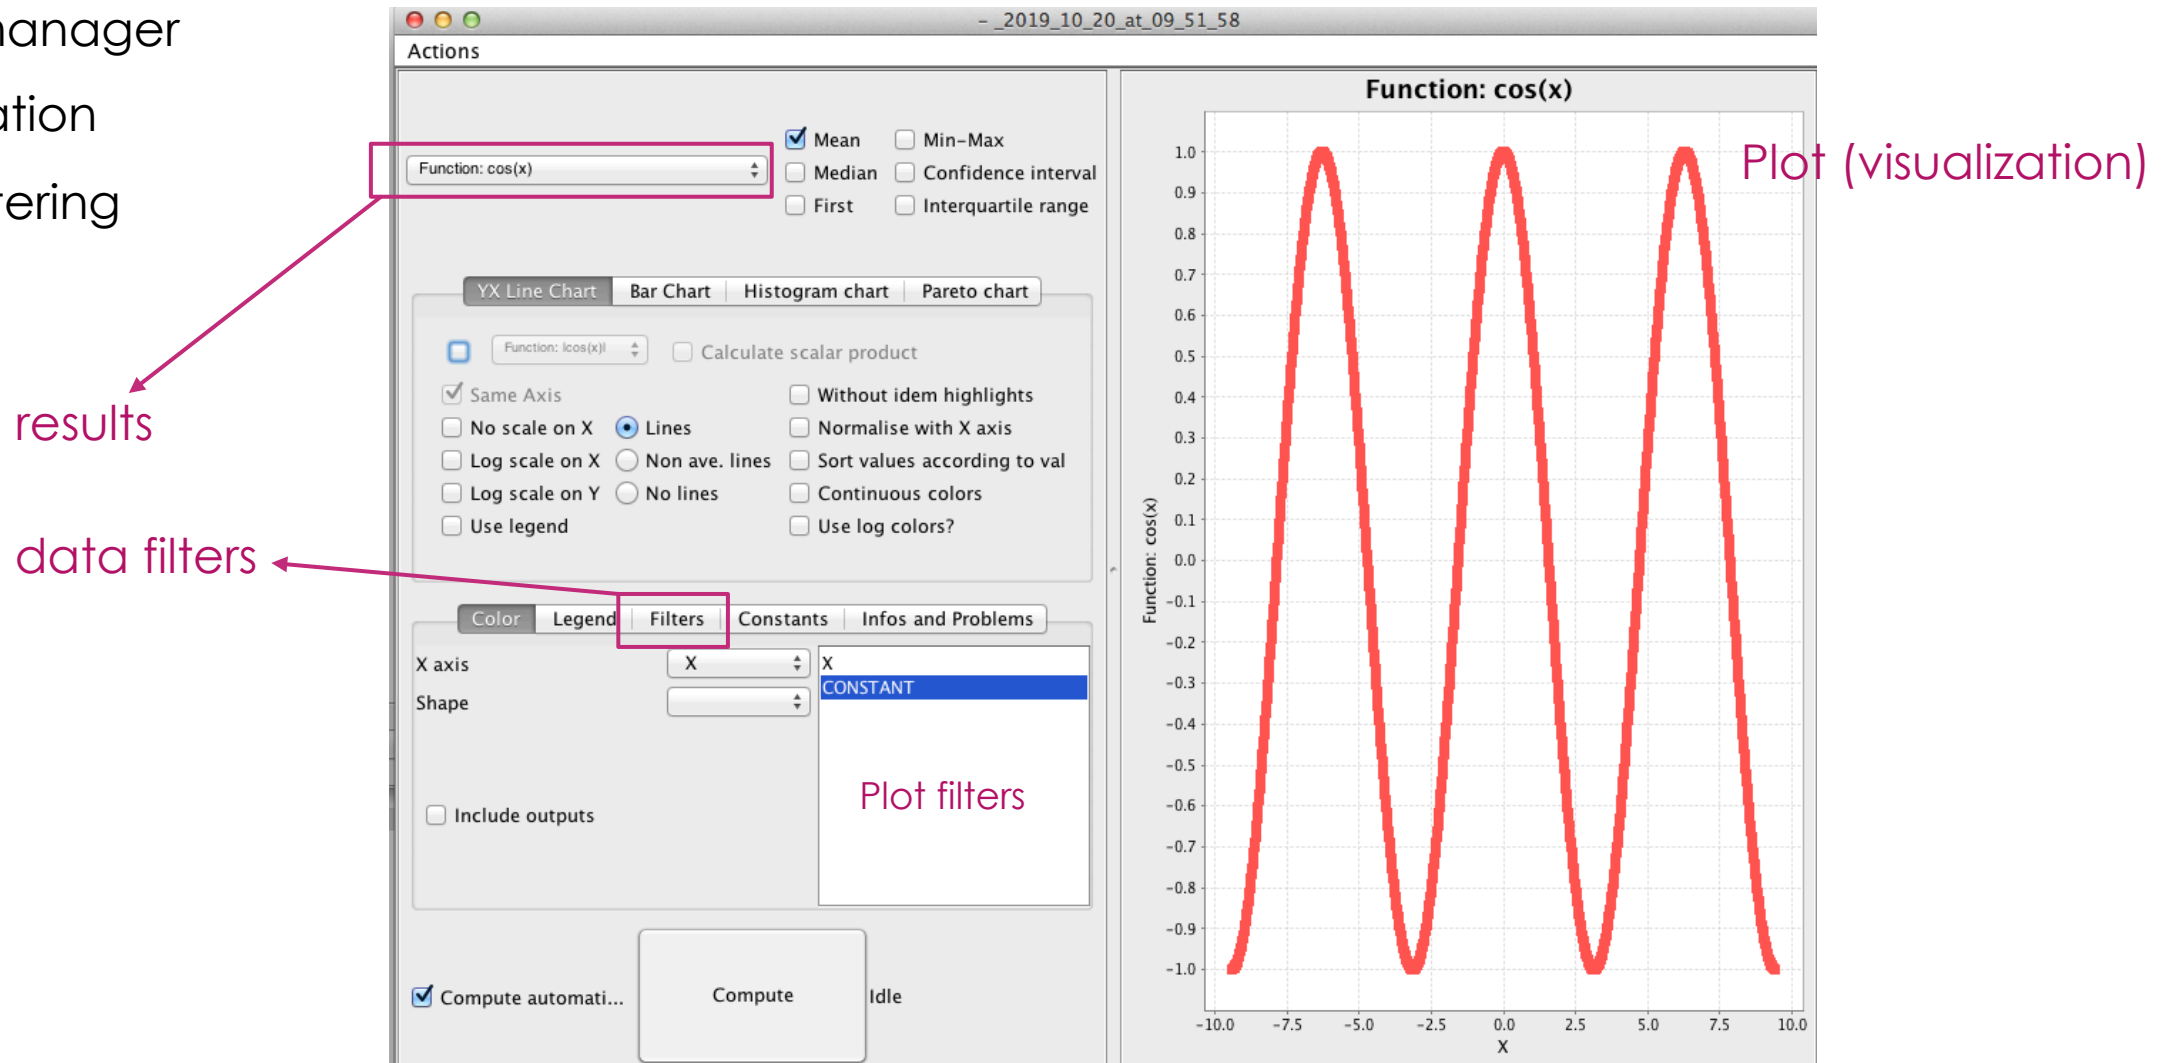 manager
ation
tering
results
data filters
– _2019_10_20_at_09_51_58
Actions
Function: cos(x)
Mean
Min–Max
Median
Confidence interval
First
Interquartile range
YX Line Chart
Bar Chart
Histogram chart
Pareto chart
Function: |cos(x)|
Calculate scalar product
Same Axis
Without idem highlights
No scale on X
Lines
Normalise with X axis
Log scale on X
Non ave. lines
Sort values according to val
Log scale on Y
No lines
Continuous colors
Use legend
Use log colors?
Color
Legend
Filters
Constants
Infos and Problems
X axis
X
X
CONSTANT
Shape
Plot filters
Include outputs
Compute automati...
Compute
Idle
Function: cos(x)
Plot (visualization)
1.0
0.9
0.8
0.7
0.6
0.5
0.4
0.3
0.2
0.1
0.0
−0.1
−0.2
−0.3
−0.4
−0.5
−0.6
−0.7
−0.8
−0.9
−1.0
Function: cos(x)
−10.0
−7.5
−5.0
−2.5
0.0
2.5
5.0
7.5
10.0
X